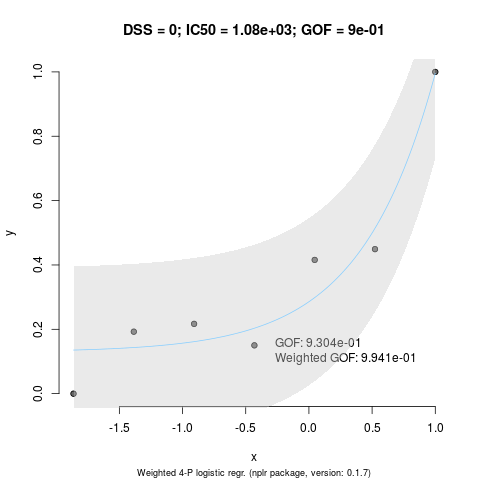 DSS = 0; IC50 = 1.08e+03; GOF = 9e-01
1.0
0.8
0.6
0.4
0.2
0.0
y
GOF: 9.304e-01
Weighted GOF: 9.941e-01
-1.5 -1.0 -0.5 0.0 0.5 1.0
x
Weighted 4-P logistic regr. (nplr package, version: 0.1.7)